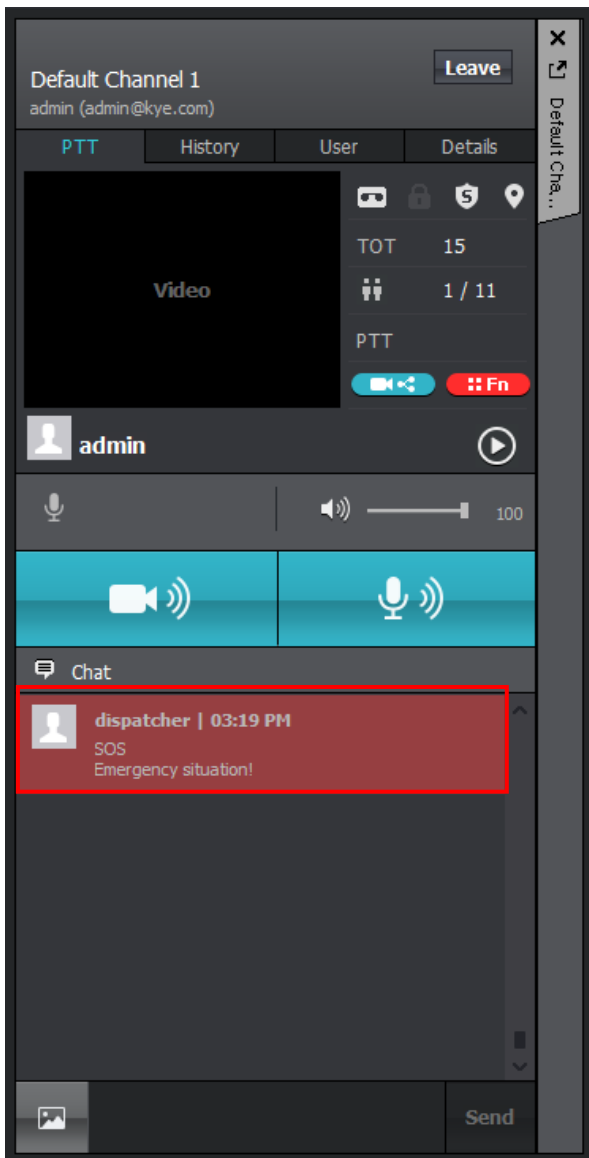 Default Channel 1
Leave
admin (admin@kye.com)
Default Cha...
PTT History User Details
Video
S
TOT 15
1 / 11
PTT
Fn
admin
100
Chat
dispatcher | 03:19 PM
SOS
Emergency situation!
Send